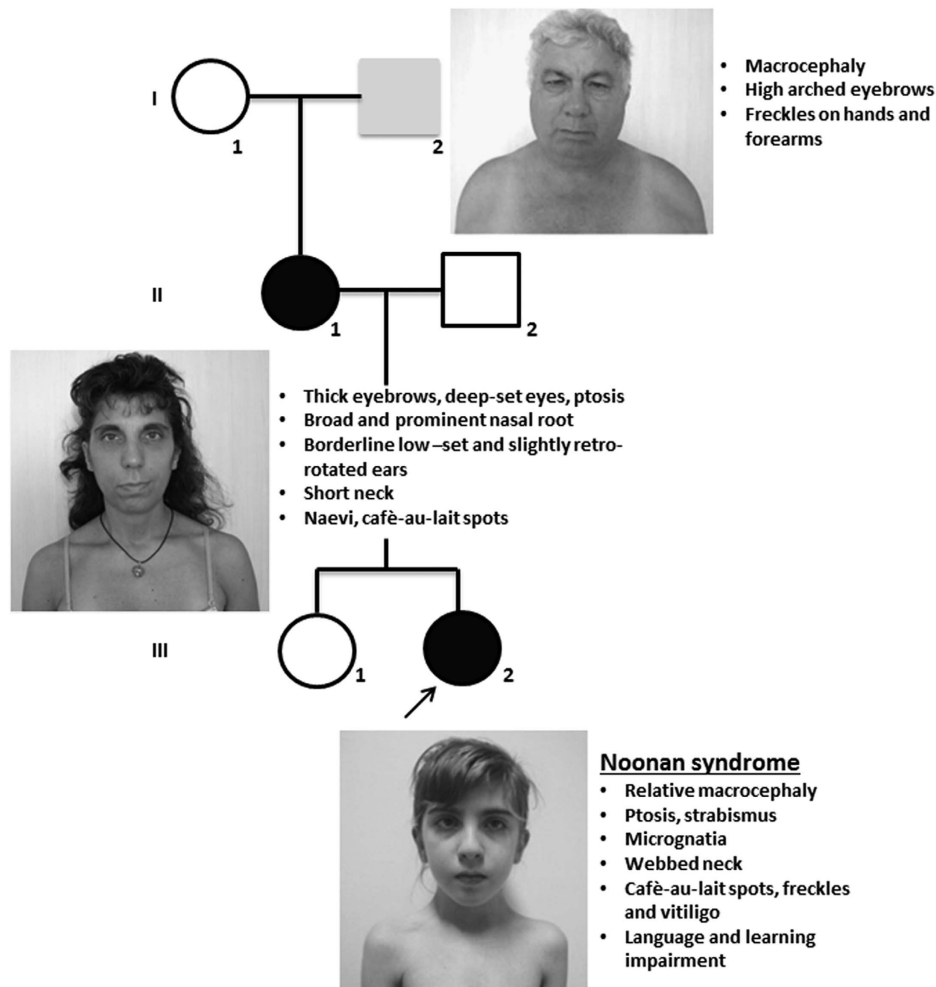 I
1
2
• Macrocephaly
• High arched eyebrows
• Freckles on hands and
forearms
II
1
2
• Thick eyebrows, deep-set eyes, ptosis
• Broad and prominent nasal root
• Borderline low –set and slightly retro-
rotated ears
• Short neck
• Naevi, cafè-au-lait spots
III
1
2
Noonan syndrome
• Relative macrocephaly
• Ptosis, strabismus
• Micrognatia
• Webbed neck
• Cafè-au-lait spots, freckles
and vitiligo
• Language and learning
impairment